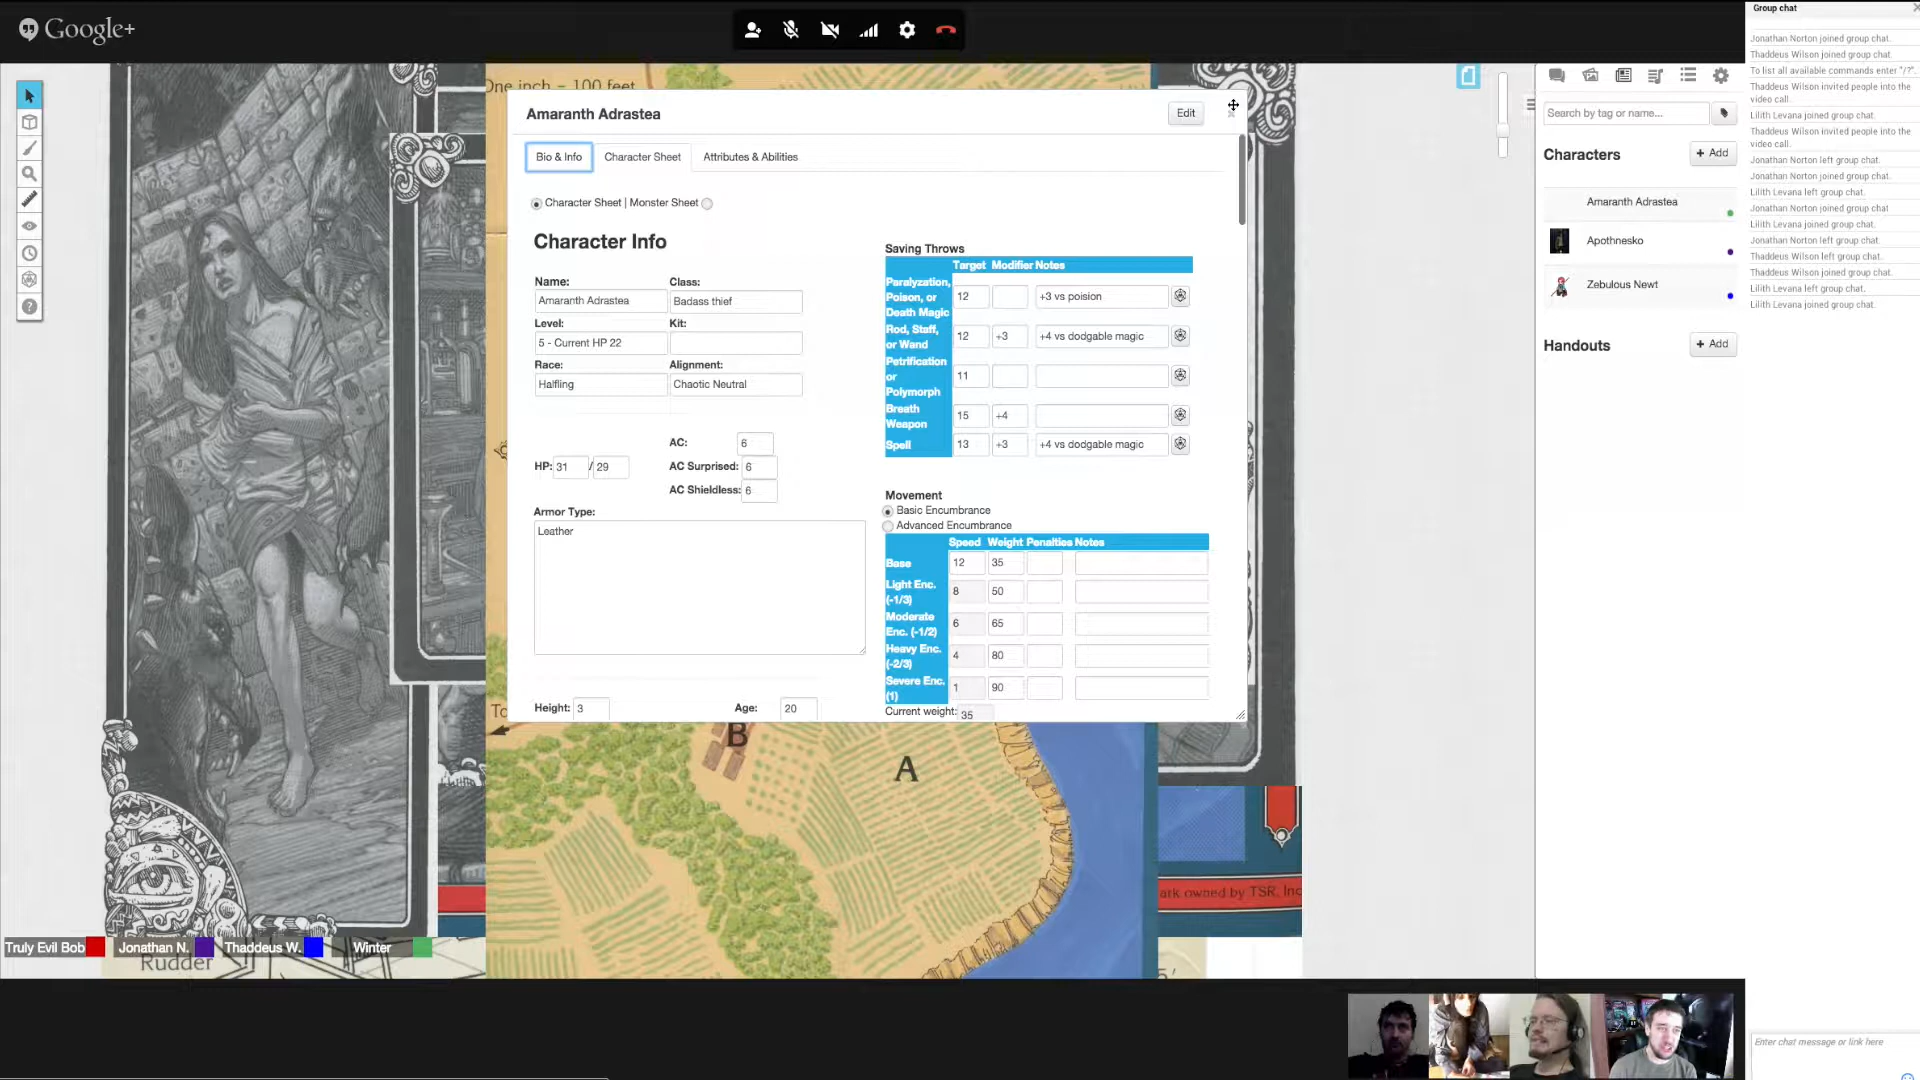 Google+
One inch = 100 feet
Amaranth Adrastea
Edit
Bio & Info
Character Sheet
Attributes & Abilities
Character Sheet | Monster Sheet
Character Info
Name:
Class:
Amaranth Adrastea
Badass thief
Level:
Kit:
5 - Current HP 22
Race:
Alignment:
Halfling
Chaotic Neutral
AC: 6
HP: 31 / 29
AC Surprised: 6
AC Shieldless: 6
Armor Type:
Leather
Height: 3
Age: 20
Saving Throws
Target Modifier Notes
Paralyzation, Poison, or Death Magic 12 +3 vs poision
Rod, Staff, or Wand 12 +3 +4 vs dodgable magic
Petrification or Polymorph 11
Breath Weapon 15 +4
Spell 13 +3 +4 vs dodgable magic
Movement
Basic Encumbrance
Advanced Encumbrance
Speed Weight Penalties Notes
Base 12 35
Light Enc. (-1/3) 8 50
Moderate Enc. (-1/2) 6 65
Heavy Enc. (-2/3) 4 80
Severe Enc. (1) 1 90
Current weight: 35
To
B
A
ark owned by TSR, Inc
5'
Truly Evil Bob
Jonathan N.
Thaddeus W.
Winter
Rudder
Search by tag or name...
Characters
+ Add
Amaranth Adrastea
Apothnesko
Zebulous Newt
Handouts
+ Add
Group chat
Jonathan Norton joined group chat.
Thaddeus Wilson joined group chat.
To list all available commands enter "/?".
Thaddeus Wilson invited people into the
video call.
Lilith Levana joined group chat.
Thaddeus Wilson invited people into the
video call.
Jonathan Norton left group chat.
Jonathan Norton joined group chat.
Lilith Levana left group chat.
Jonathan Norton joined group chat
Lilith Levana joined group chat.
Jonathan Norton left group chat.
Thaddeus Wilson left group chat.
Thaddeus Wilson joined group chat.
Lilith Levana left group chat.
Lilith Levana joined group chat.
Enter chat message or link here